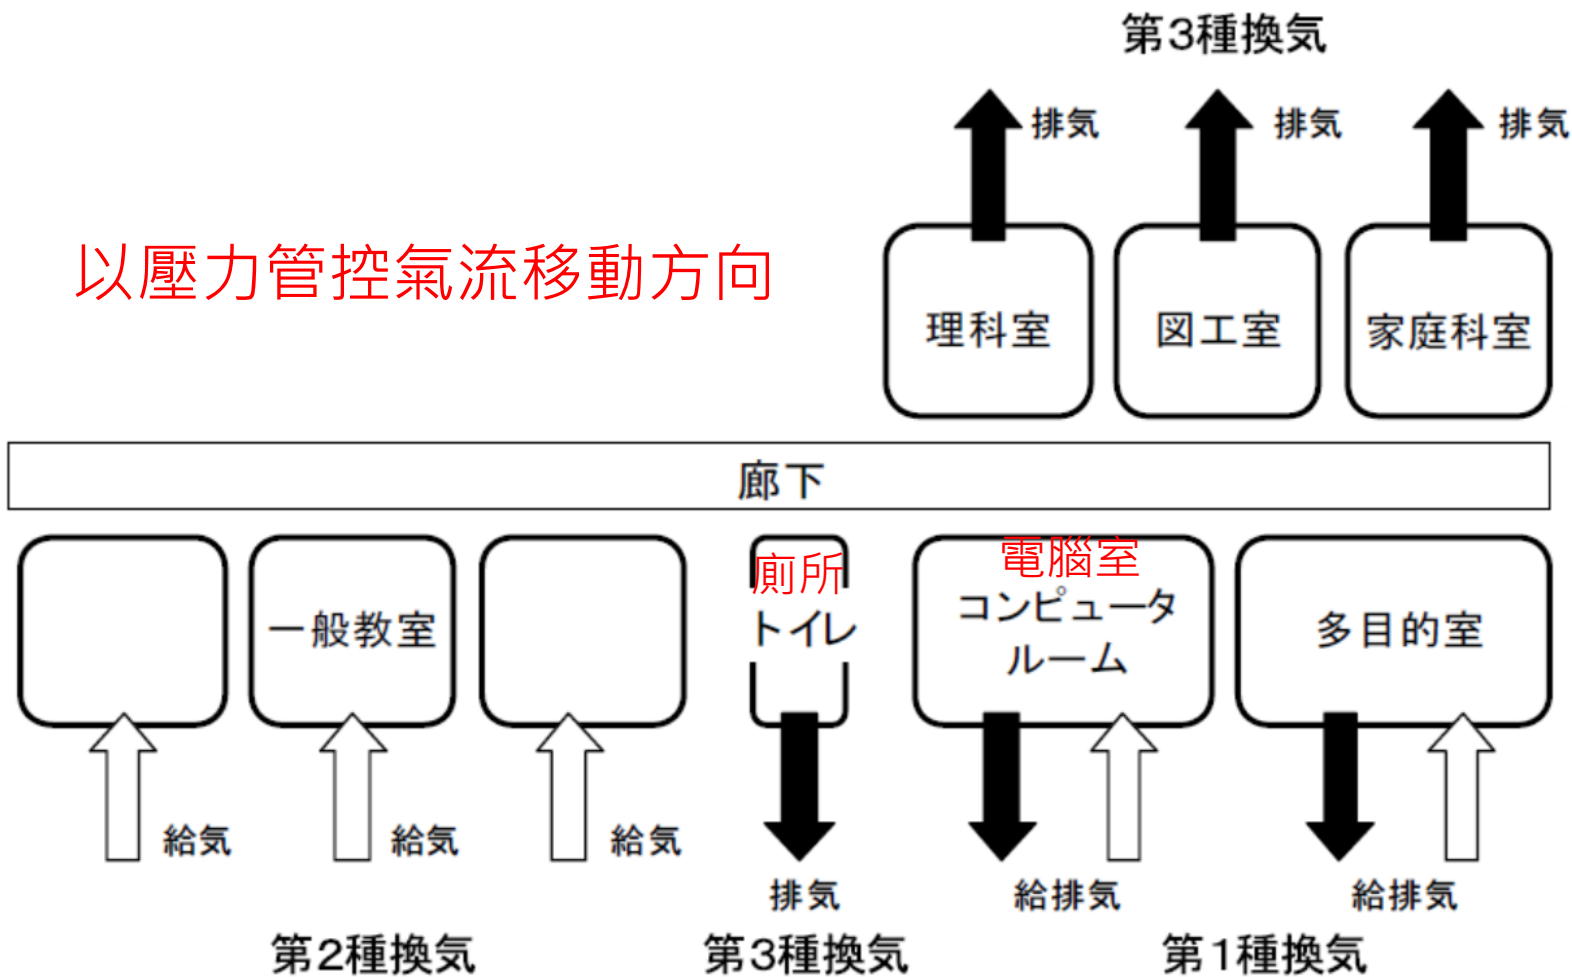 第3種換気
排気
排気
排気
以壓力管控氣流移動方向
理科室
図工室
家庭科室
廊下
一般教室
廁所
トイレ
電腦室
コンピュータ
ルーム
多目的室
給気
給気
給気
排気
給排気
給排気
第2種換気
第3種換気
第1種換気